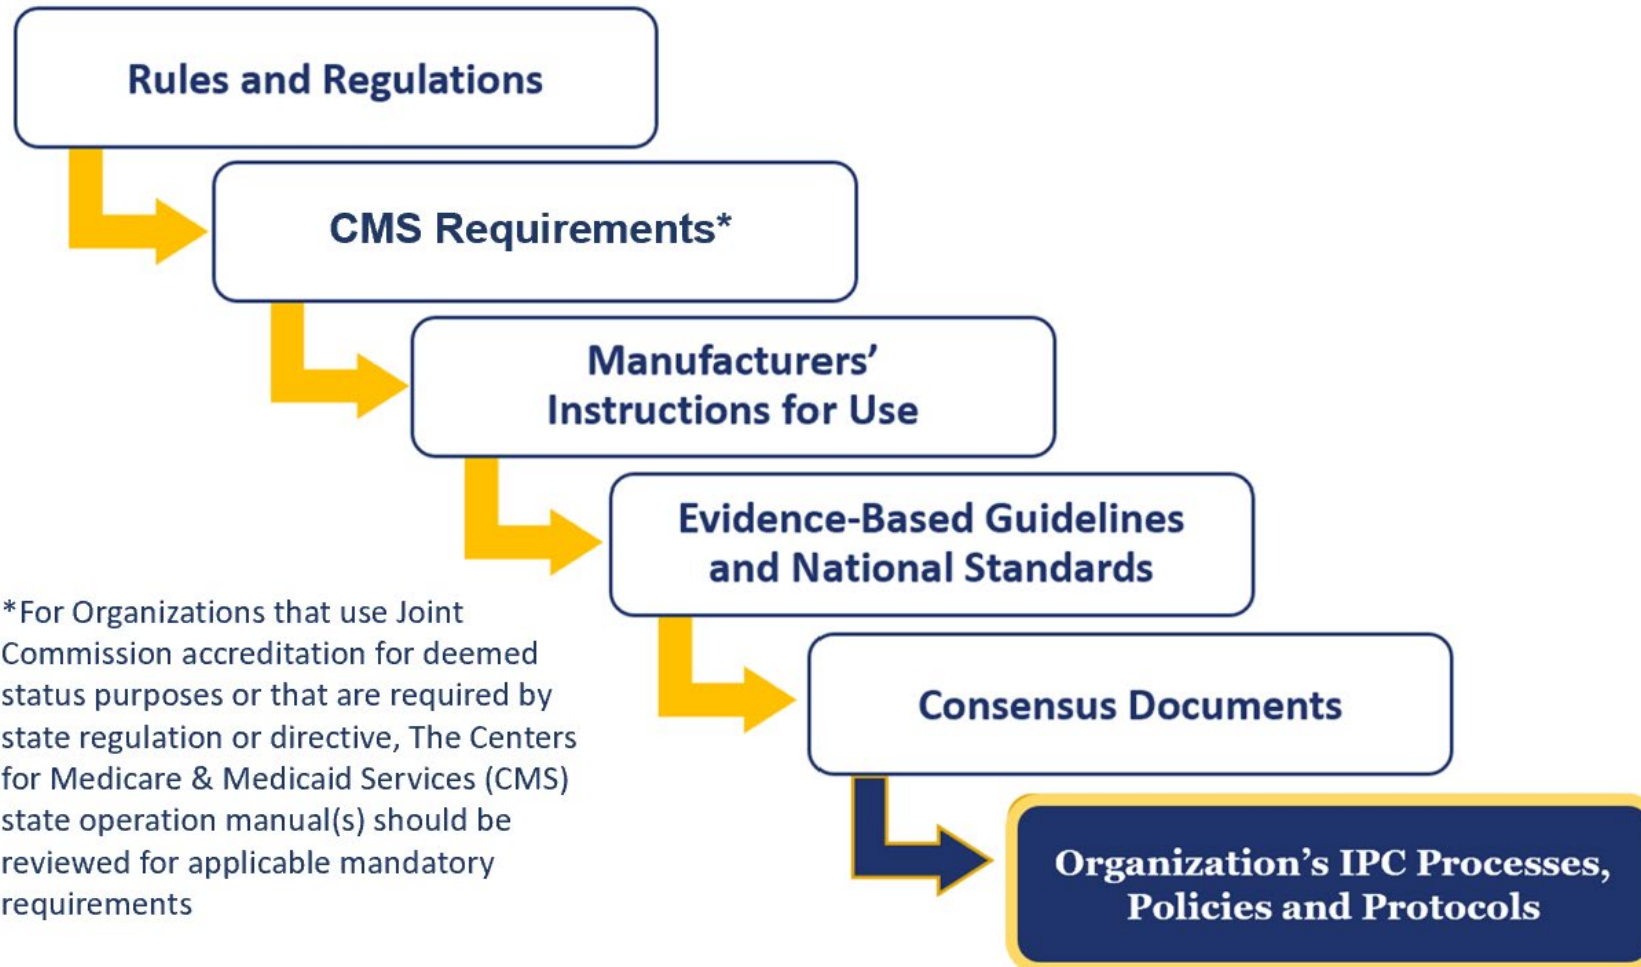 Rules and Regulations
CMS Requirements*
Manufacturers’
Instructions for Use
Evidence-Based Guidelines
and National Standards
Consensus Documents
Organization’s IPC Processes,
Policies and Protocols
*For Organizations that use Joint
Commission accreditation for deemed
status purposes or that are required by
state regulation or directive, The Centers
for Medicare & Medicaid Services (CMS)
state operation manual(s) should be
reviewed for applicable mandatory
requirements